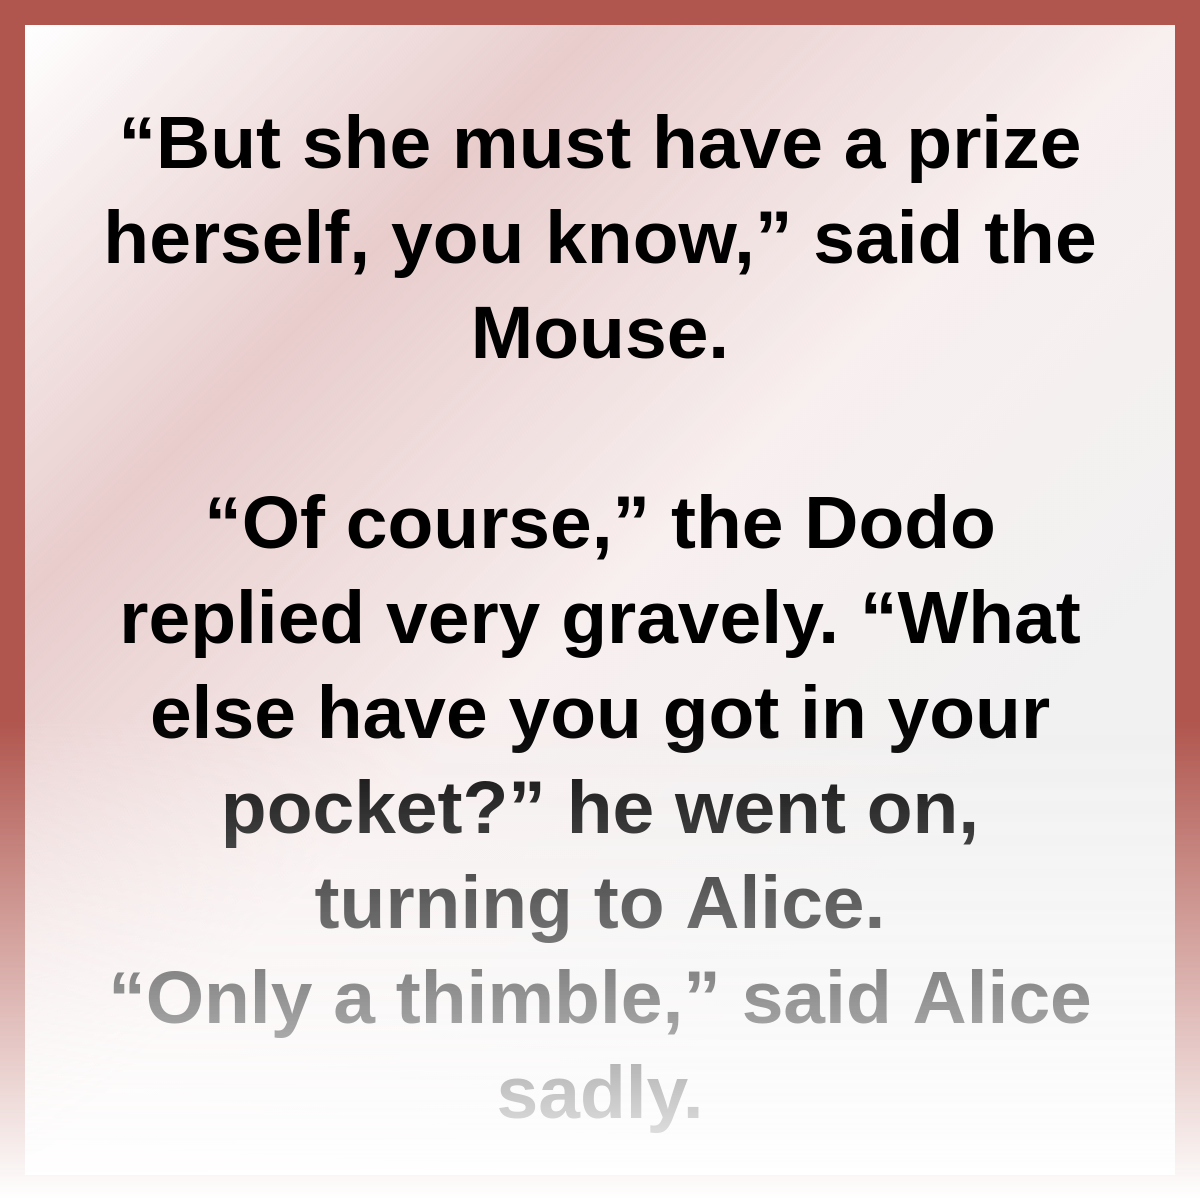 “But she must have a prize
herself, you know,” said the
Mouse.
“Of course,” the Dodo
replied very gravely. “What
else have you got in your
pocket?” he went on,
turning to Alice.
“Only a thimble,” said Alice
sadly.